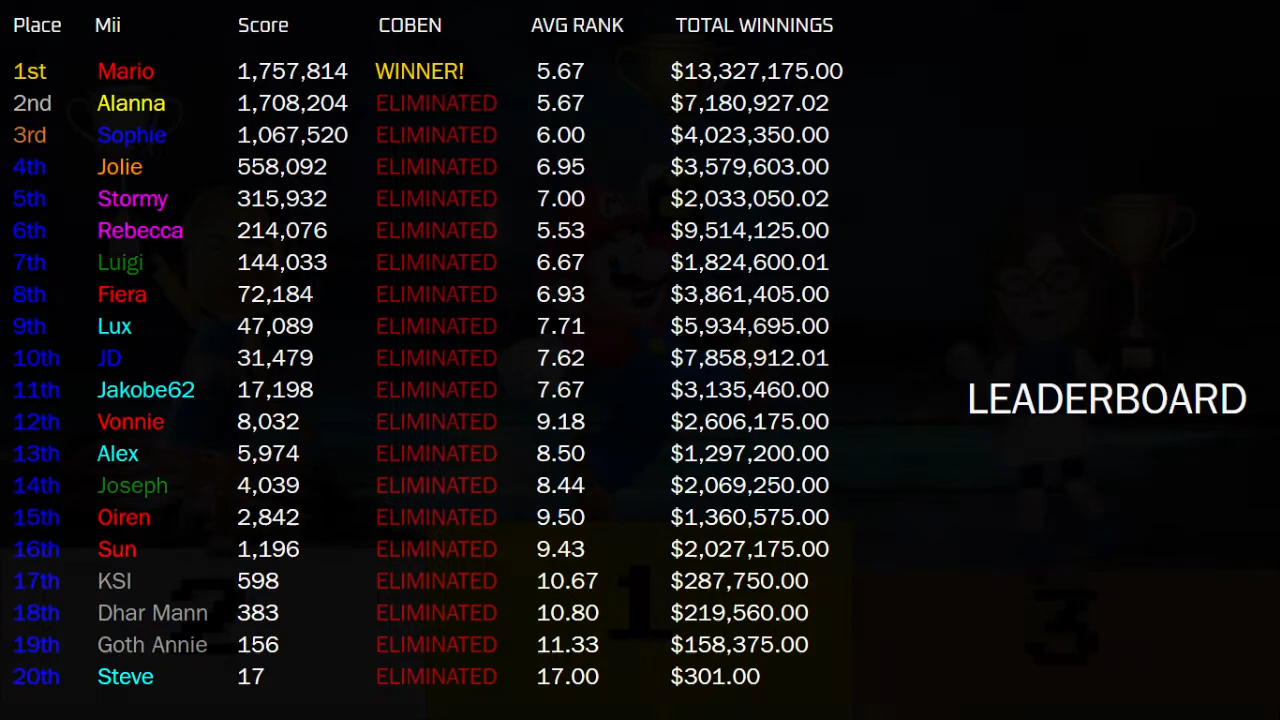 Place Mii Score COBEN AVG RANK TOTAL WINNINGS
1st Mario 1,757,814 WINNER! 5.67 $13,327,175.00
2nd Alanna 1,708,204 ELIMINATED 5.67 $7,180,927.02
3rd Sophie 1,067,520 ELIMINATED 6.00 $4,023,350.00
4th Jolie 558,092 ELIMINATED 6.95 $3,579,603.00
5th Stormy 315,932 ELIMINATED 7.00 $2,033,050.02
6th Rebecca 214,076 ELIMINATED 5.53 $9,514,125.00
7th Luigi 144,033 ELIMINATED 6.67 $1,824,600.01
8th Fiera 72,184 ELIMINATED 6.93 $3,861,405.00
9th Lux 47,089 ELIMINATED 7.71 $5,934,695.00
10th JD 31,479 ELIMINATED 7.62 $7,858,912.01
11th Jakobe62 17,198 ELIMINATED 7.67 $3,135,460.00
LEADERBOARD
12th Vonnie 8,032 ELIMINATED 9.18 $2,606,175.00
13th Alex 5,974 ELIMINATED 8.50 $1,297,200.00
14th Joseph 4,039 ELIMINATED 8.44 $2,069,250.00
15th Oiren 2,842 ELIMINATED 9.50 $1,360,575.00
16th Sun 1,196 ELIMINATED 9.43 $2,027,175.00
17th KSI 598 ELIMINATED 10.67 $287,750.00
18th Dhar Mann 383 ELIMINATED 10.80 $219,560.00
19th Goth Annie 156 ELIMINATED 11.33 $158,375.00
20th Steve 17 ELIMINATED 17.00 $301.00
2 1 3